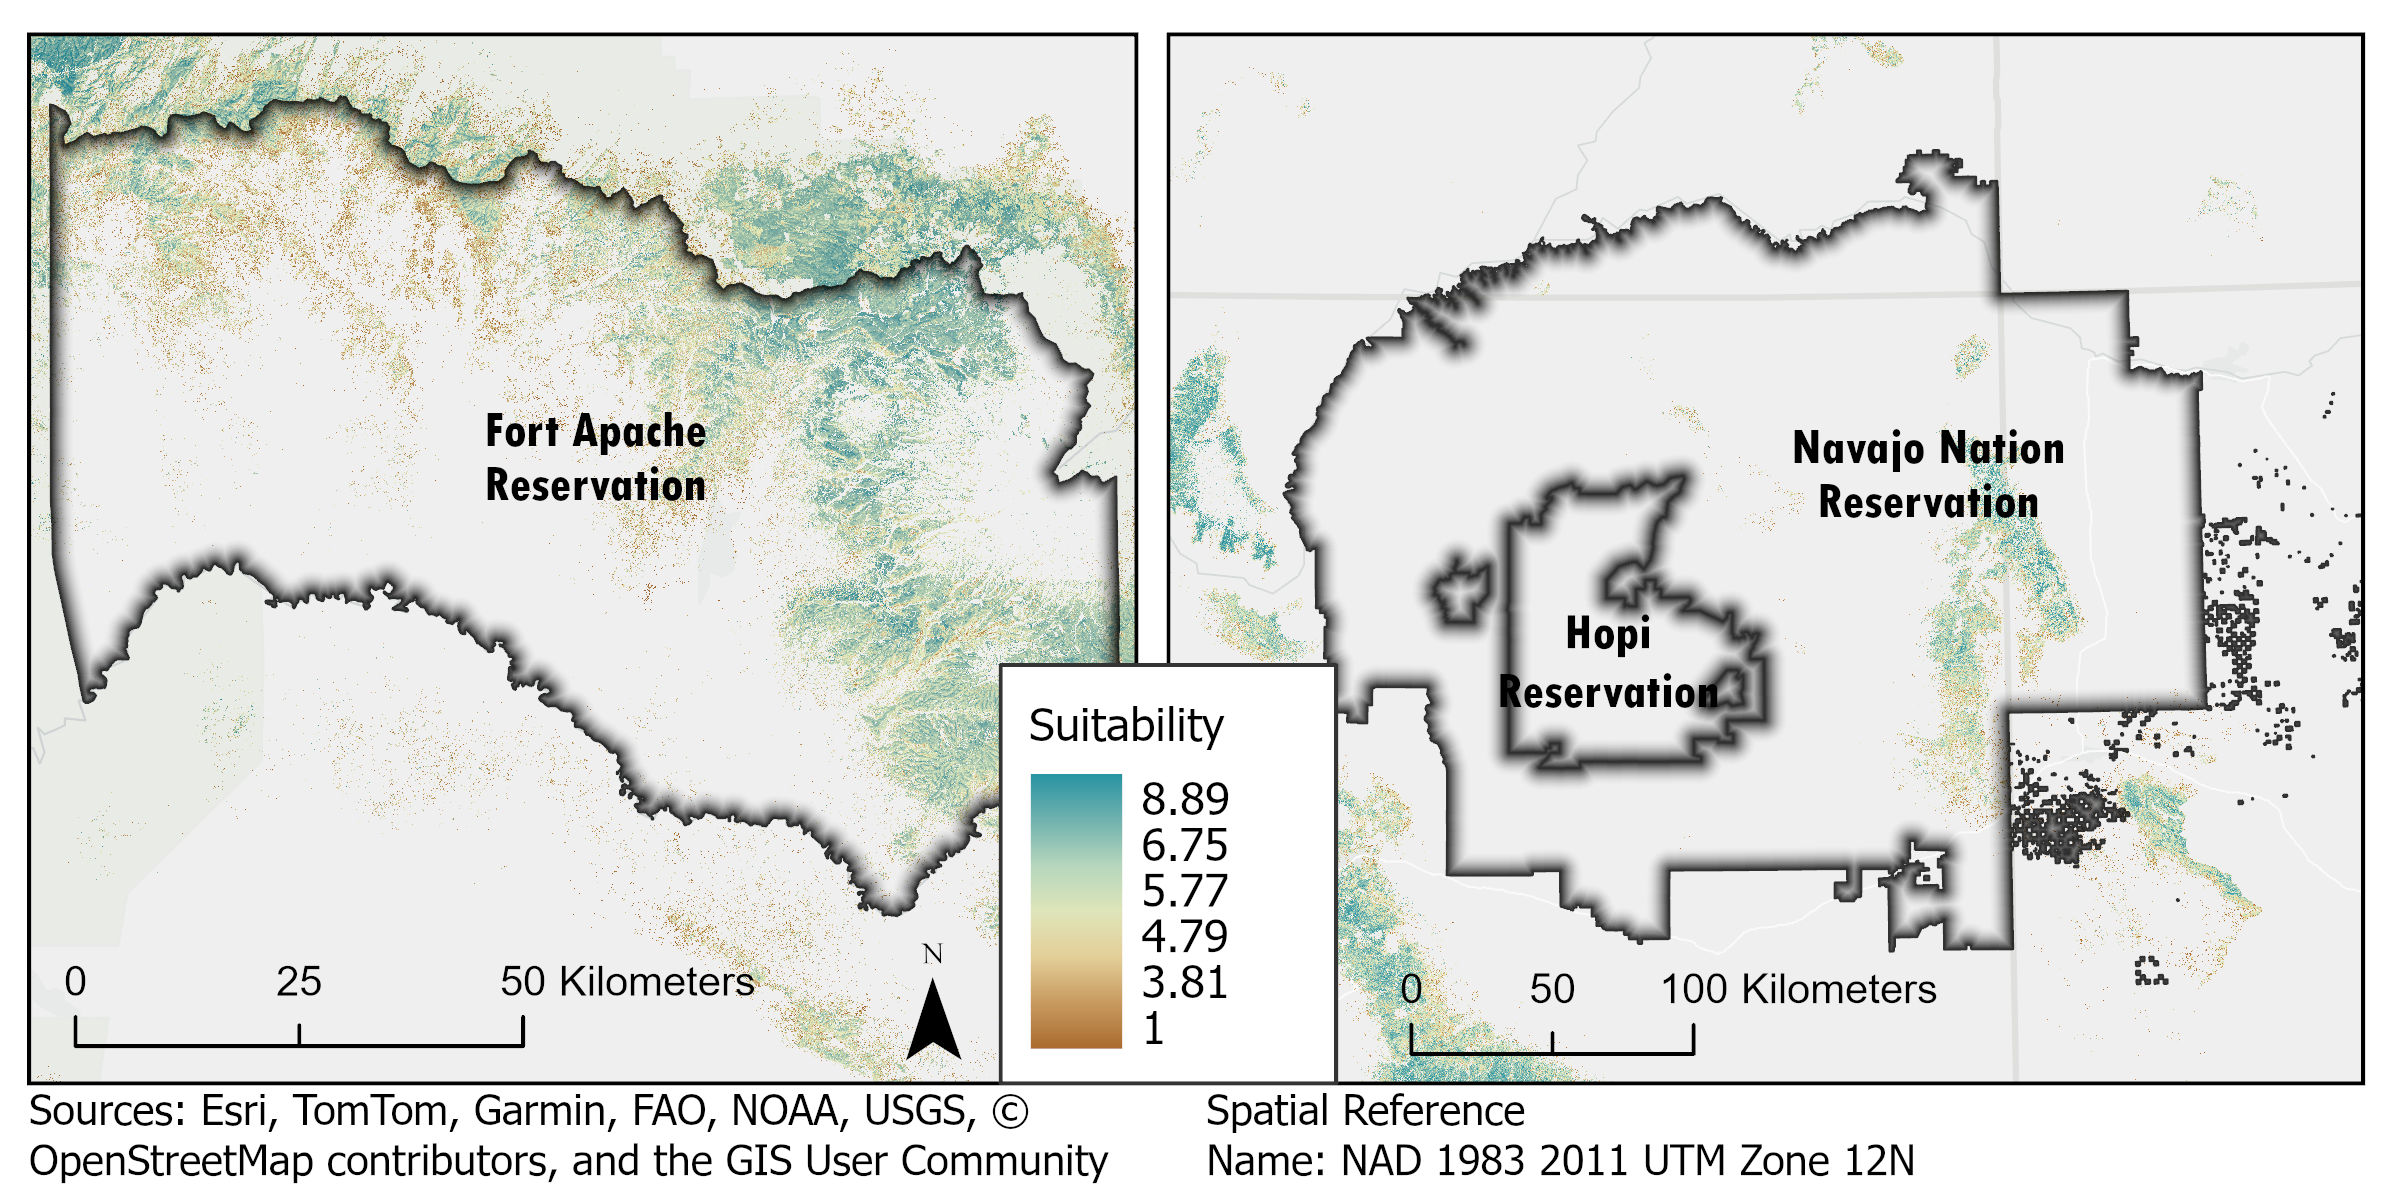 Fort Apache
Reservation
0 25 50 Kilometers
N
Suitability
8.89
6.75
5.77
4.79
3.81
1
Navajo Nation
Reservation
Hopi
Reservation
0 50 100 Kilometers
Sources: Esri, TomTom, Garmin, FAO, NOAA, USGS, ©
OpenStreetMap contributors, and the GIS User Community
Spatial Reference
Name: NAD 1983 2011 UTM Zone 12N